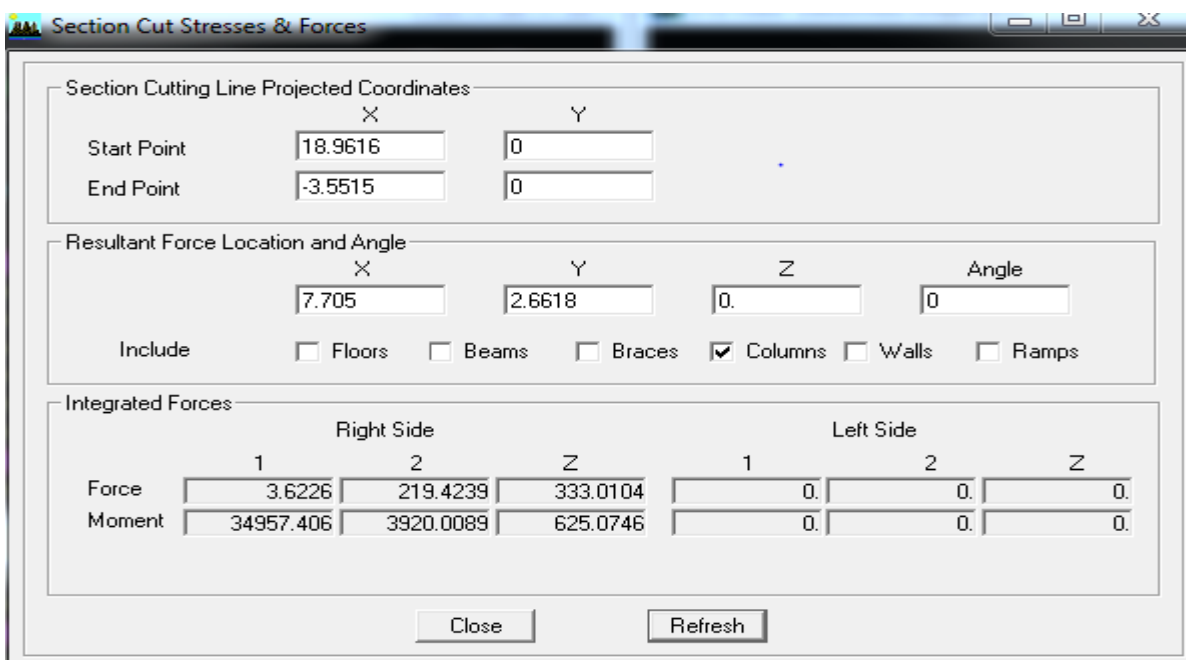 Section Cut Stresses & Forces
Section Cutting Line Projected Coordinates
X Y
Start Point 18.9616 0
End Point -3.5515 0
Resultant Force Location and Angle
X Y Z Angle
7.705 2.6618 0. 0
Include Floors Beams Braces Columns Walls Ramps
Integrated Forces
Right Side Left Side
1 2 Z 1 2 Z
Force 3.6226 219.4239 333.0104 0. 0. 0.
Moment 34957.406 3920.0089 625.0746 0. 0. 0.
Close Refresh